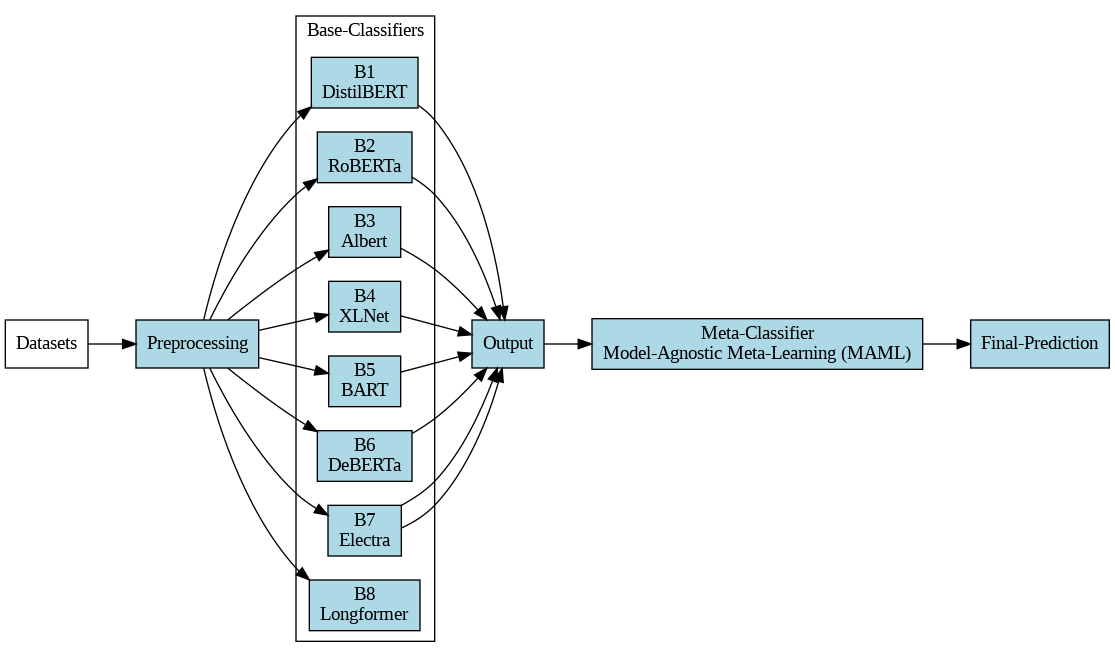 Base-Classifiers
B1
DistilBERT
B2
RoBERTa
B3
Albert
B4
XLNet
B5
BART
B6
DeBERTa
B7
Electra
B8
Longformer
Datasets
Preprocessing
Output
Meta-Classifier
Model-Agnostic Meta-Learning (MAML)
Final-Prediction